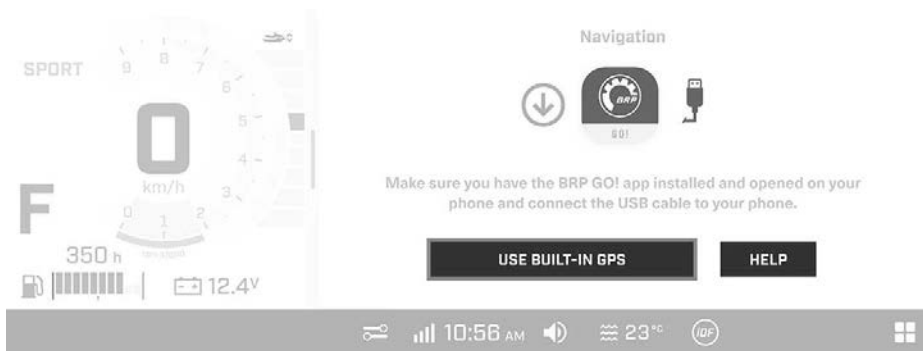 Navigation
SPORT
9 8 7
6
5
4
3
2
1
0
0
km/h
F
350 h
12.4V
BRP
GO!
Make sure you have the BRP GO! app installed and opened on your
phone and connect the USB cable to your phone.
USE BUILT-IN GPS
HELP
10:56 AM
23°C
iDF